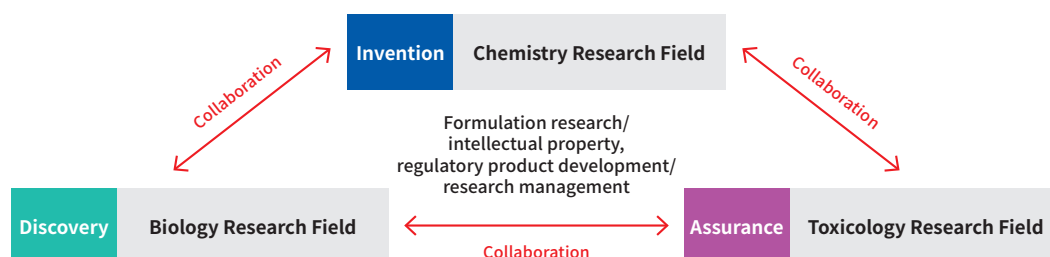 Invention Chemistry Research Field
Collaboration
Collaboration
Formulation research/
intellectual property,
regulatory product development/
research management
Discovery Biology Research Field
Assurance Toxicology Research Field
Collaboration